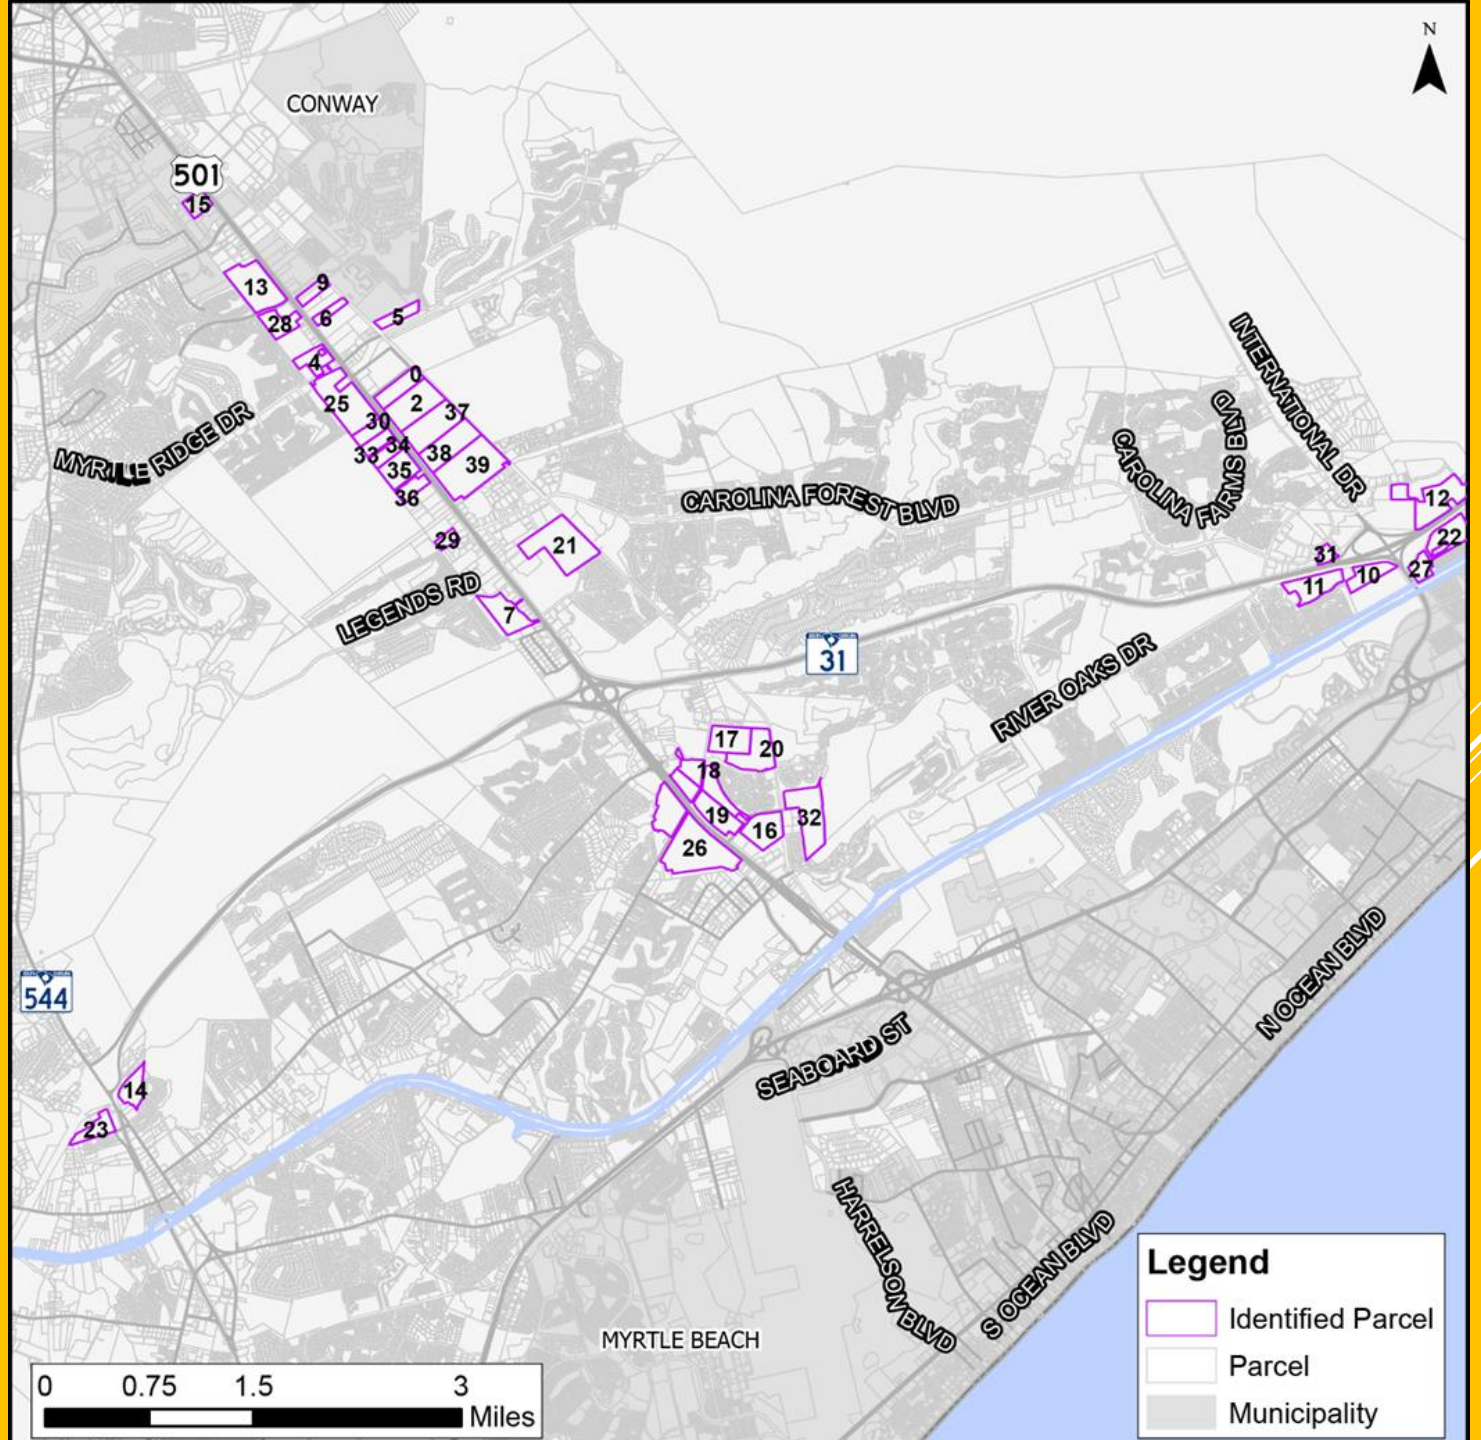 N
CONWAY
501
15
13
9
6
28
5
4
0
25
2
37
30
34
33
38
35
39
36
MYRTLE RIDGE DR
INTERNATIONAL DR
CAROLINA FARMS BLVD
CAROLINA FOREST BLVD
12
22
29
21
31
27
10
11
LEGENDS RD
7
31
RIVER OAKS DR
17
20
18
19
16
32
26
N OCEAN BLVD
544
SEABOARD ST
14
23
HARRELSON BLVD
S OCEAN BLVD
MYRTLE BEACH
Legend
Identified Parcel
Parcel
Municipality
0 0.75 1.5 3
Miles